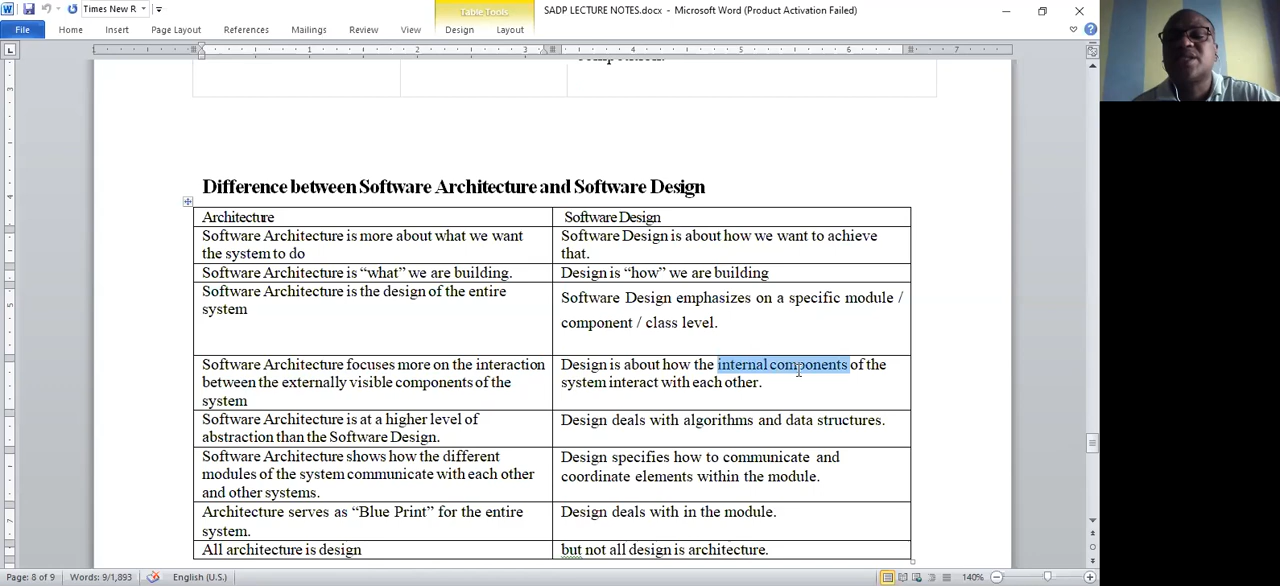 Times New R
Table Tools
SADP LECTURE NOTES.docx - Microsoft Word (Product Activation Failed)
File Home Insert Page Layout References Mailings Review View Design Layout
1 1 2 3 4 5 6 7
Difference between Software Architecture and Software Design
Architecture
Software Design
Software Architecture is more about what we want
the system to do
Software Design is about how we want to achieve
that.
Software Architecture is “what” we are building.
Design is “how” we are building
Software Architecture is the design of the entire
system
Software Design emphasizes on a specific module /
component / class level.
Software Architecture focuses more on the interaction
between the externally visible components of the
system
Design is about how the internal components of the
system interact with each other.
Software Architecture is at a higher level of
abstraction than the Software Design.
Design deals with algorithms and data structures.
Software Architecture shows how the different
modules of the system communicate with each other
and other systems.
Design specifies how to communicate and
coordinate elements within the module.
Architecture serves as “Blue Print” for the entire
system.
Design deals with in the module.
All architecture is design
but not all design is architecture.
Page: 8 of 9 Words: 9/1,893 English (U.S.) 140%